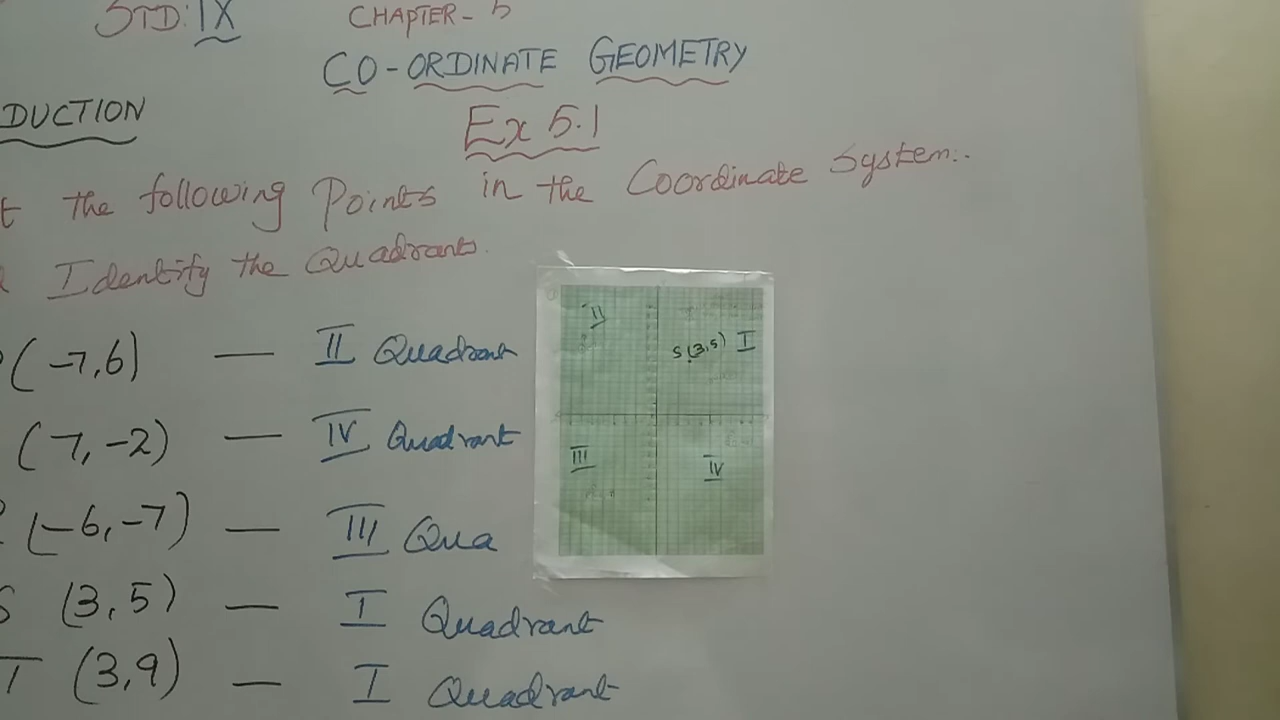 STD: IX CHAPTER- 5
CO-ORDINATE GEOMETRY
DUCTION
Ex 5.1
the following Points in the Coordinate System..
Identify the Quadrant.
(-7,6) — II Quadrant
(7,-2) — IV Quadrant
(-6,-7) — III Qua
S (3,5) — I Quadrant
T (3,9) — I Quadrant
II
S(3,5) I
III
IV